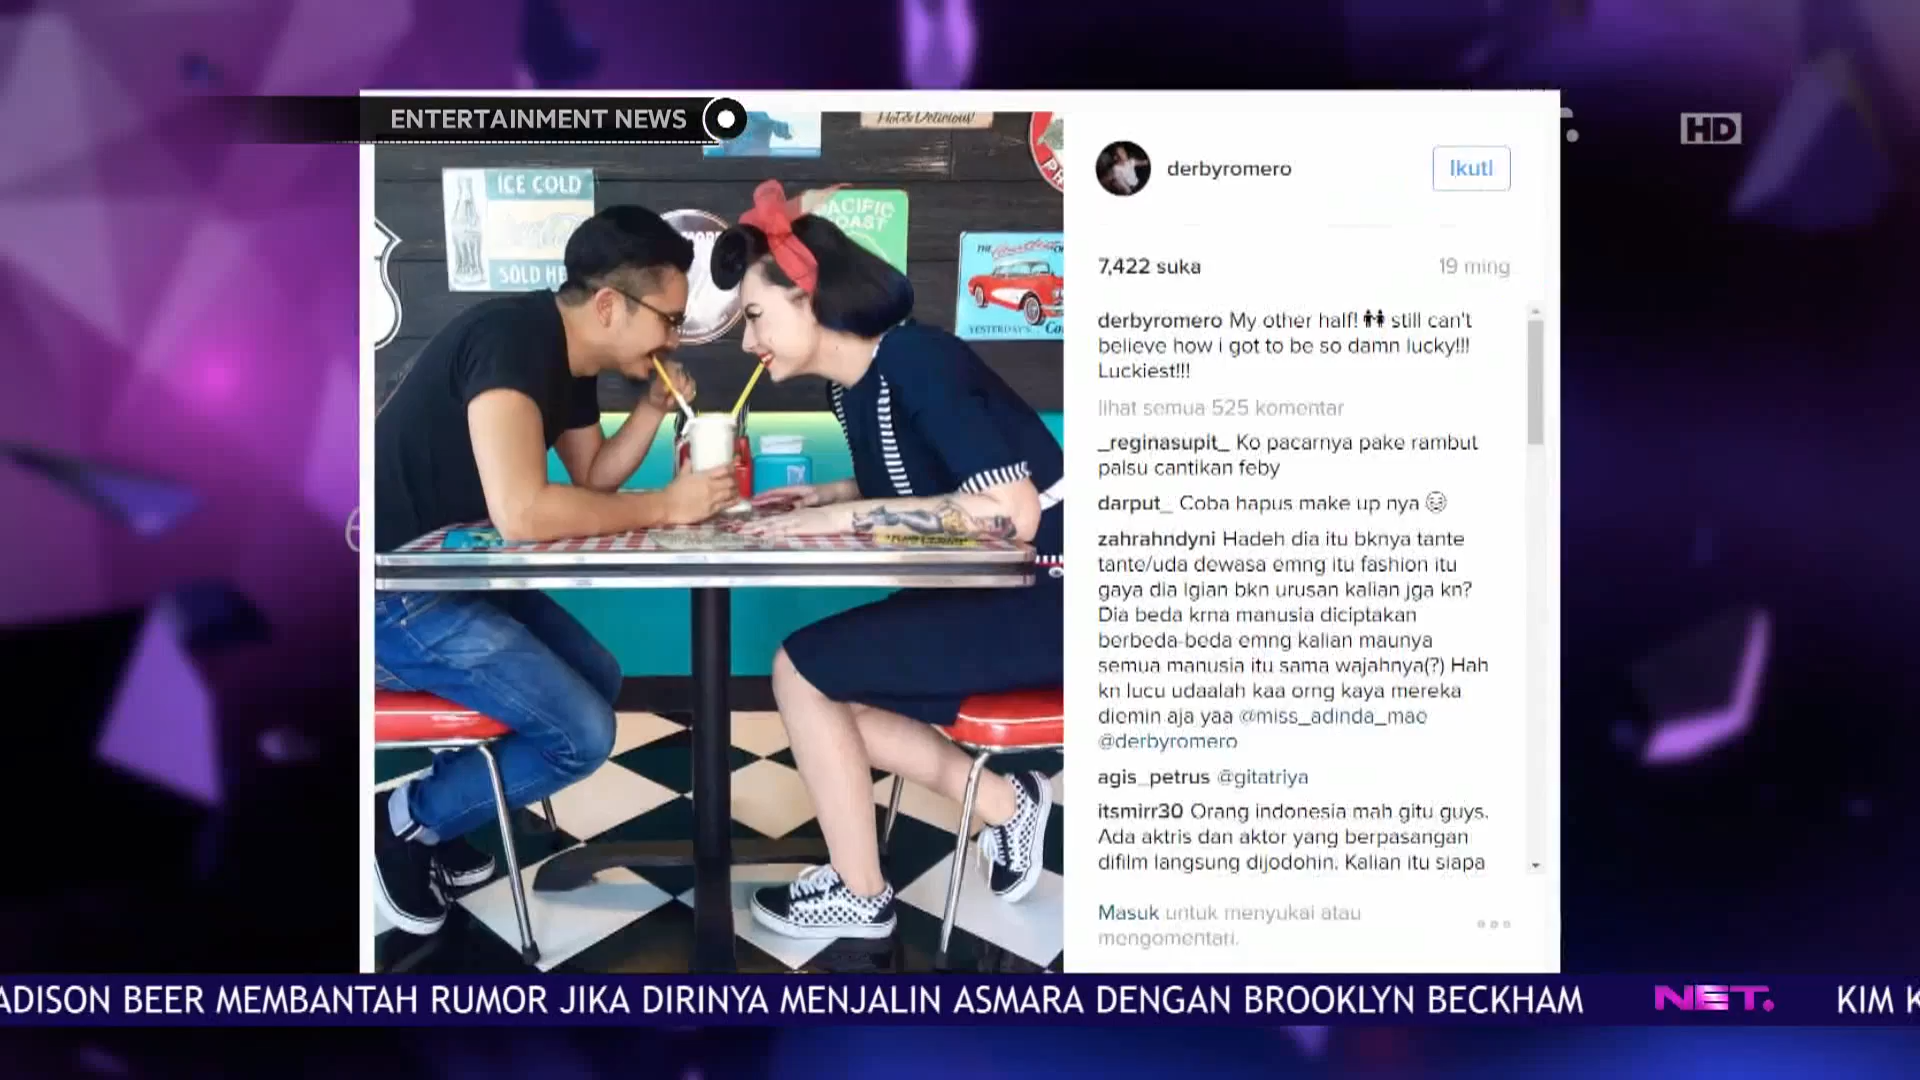 ENTERTAINMENT NEWS
HD
Hot & Delicious!
ICE COLD
SOLD HE
PACIFIC
COAST
THE
YESTERDAY'S
derbyromero
Ikuti
7,422 suka
19 ming
derbyromero My other half! 👫 still can't
believe how i got to be so damn lucky!!!
Luckiest!!!
lihat semua 525 komentar
_reginasupit_ Ko pacarnya pake rambut
palsu cantikan feby
darput_ Coba hapus make up nya 😂
zahrahndyni Hadeh dia itu bknya tante
tante/uda dewasa emng itu fashion itu
gaya dia lgian bkn urusan kalian jga kn?
Dia beda krna manusia diciptakan
berbeda-beda emng kalian maunya
semua manusia itu sama wajahnya(?) Hah
kn lucu udaalah kaa orng kaya mereka
diemin aja yaa @miss_adinda_mae
@derbyromero
agis_petrus @gitatriya
itsmirr30 Orang indonesia mah gitu guys.
Ada aktris dan aktor yang berpasangan
difilm langsung dijodohin. Kalian itu siapa
Masuk untuk menyukai atau
mengomentari.
ADISON BEER MEMBANTAH RUMOR JIKA DIRINYA MENJALIN ASMARA DENGAN BROOKLYN BECKHAM NET. KIM K